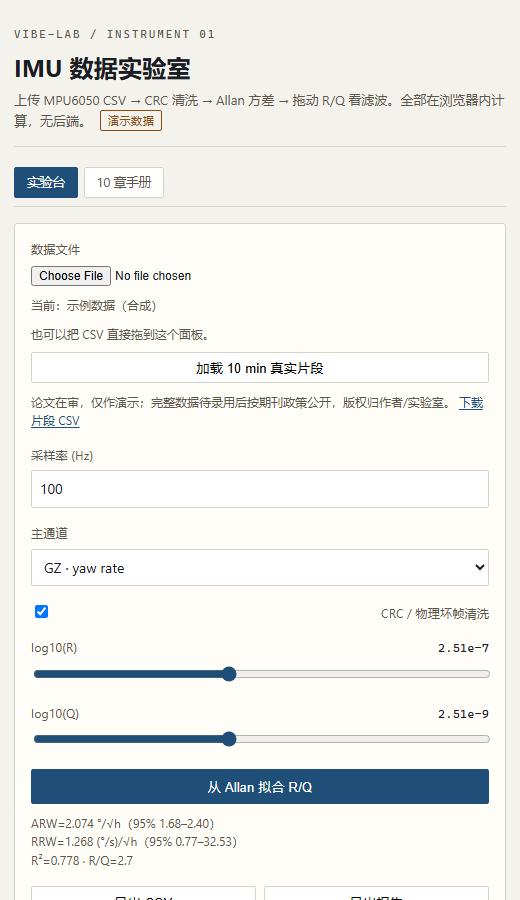 VIBE-LAB / INSTRUMENT 01
IMU 数据实验室
上传 MPU6050 CSV → CRC 清洗 → Allan 方差 → 拖动 R/Q 看滤波。全部在浏览器内计
算，无后端。 演示数据
实验台 10 章手册
数据文件
Choose File No file chosen
当前：示例数据（合成）
也可以把 CSV 直接拖到这个面板。
加载 10 min 真实片段
论文在审，仅作演示；完整数据待录用后按期刊政策公开，版权归作者/实验室。 下载
片段 CSV
采样率 (Hz)
100
主通道
GZ · yaw rate
CRC / 物理坏帧清洗
log10(R) 2.51e-7
log10(Q) 2.51e-9
从 Allan 拟合 R/Q
ARW=2.074 °/√h（95% 1.68–2.40）
RRW=1.268 (°/s)/√h（95% 0.77–32.53）
R²=0.778 · R/Q=2.7
导出 CSV 导出报告